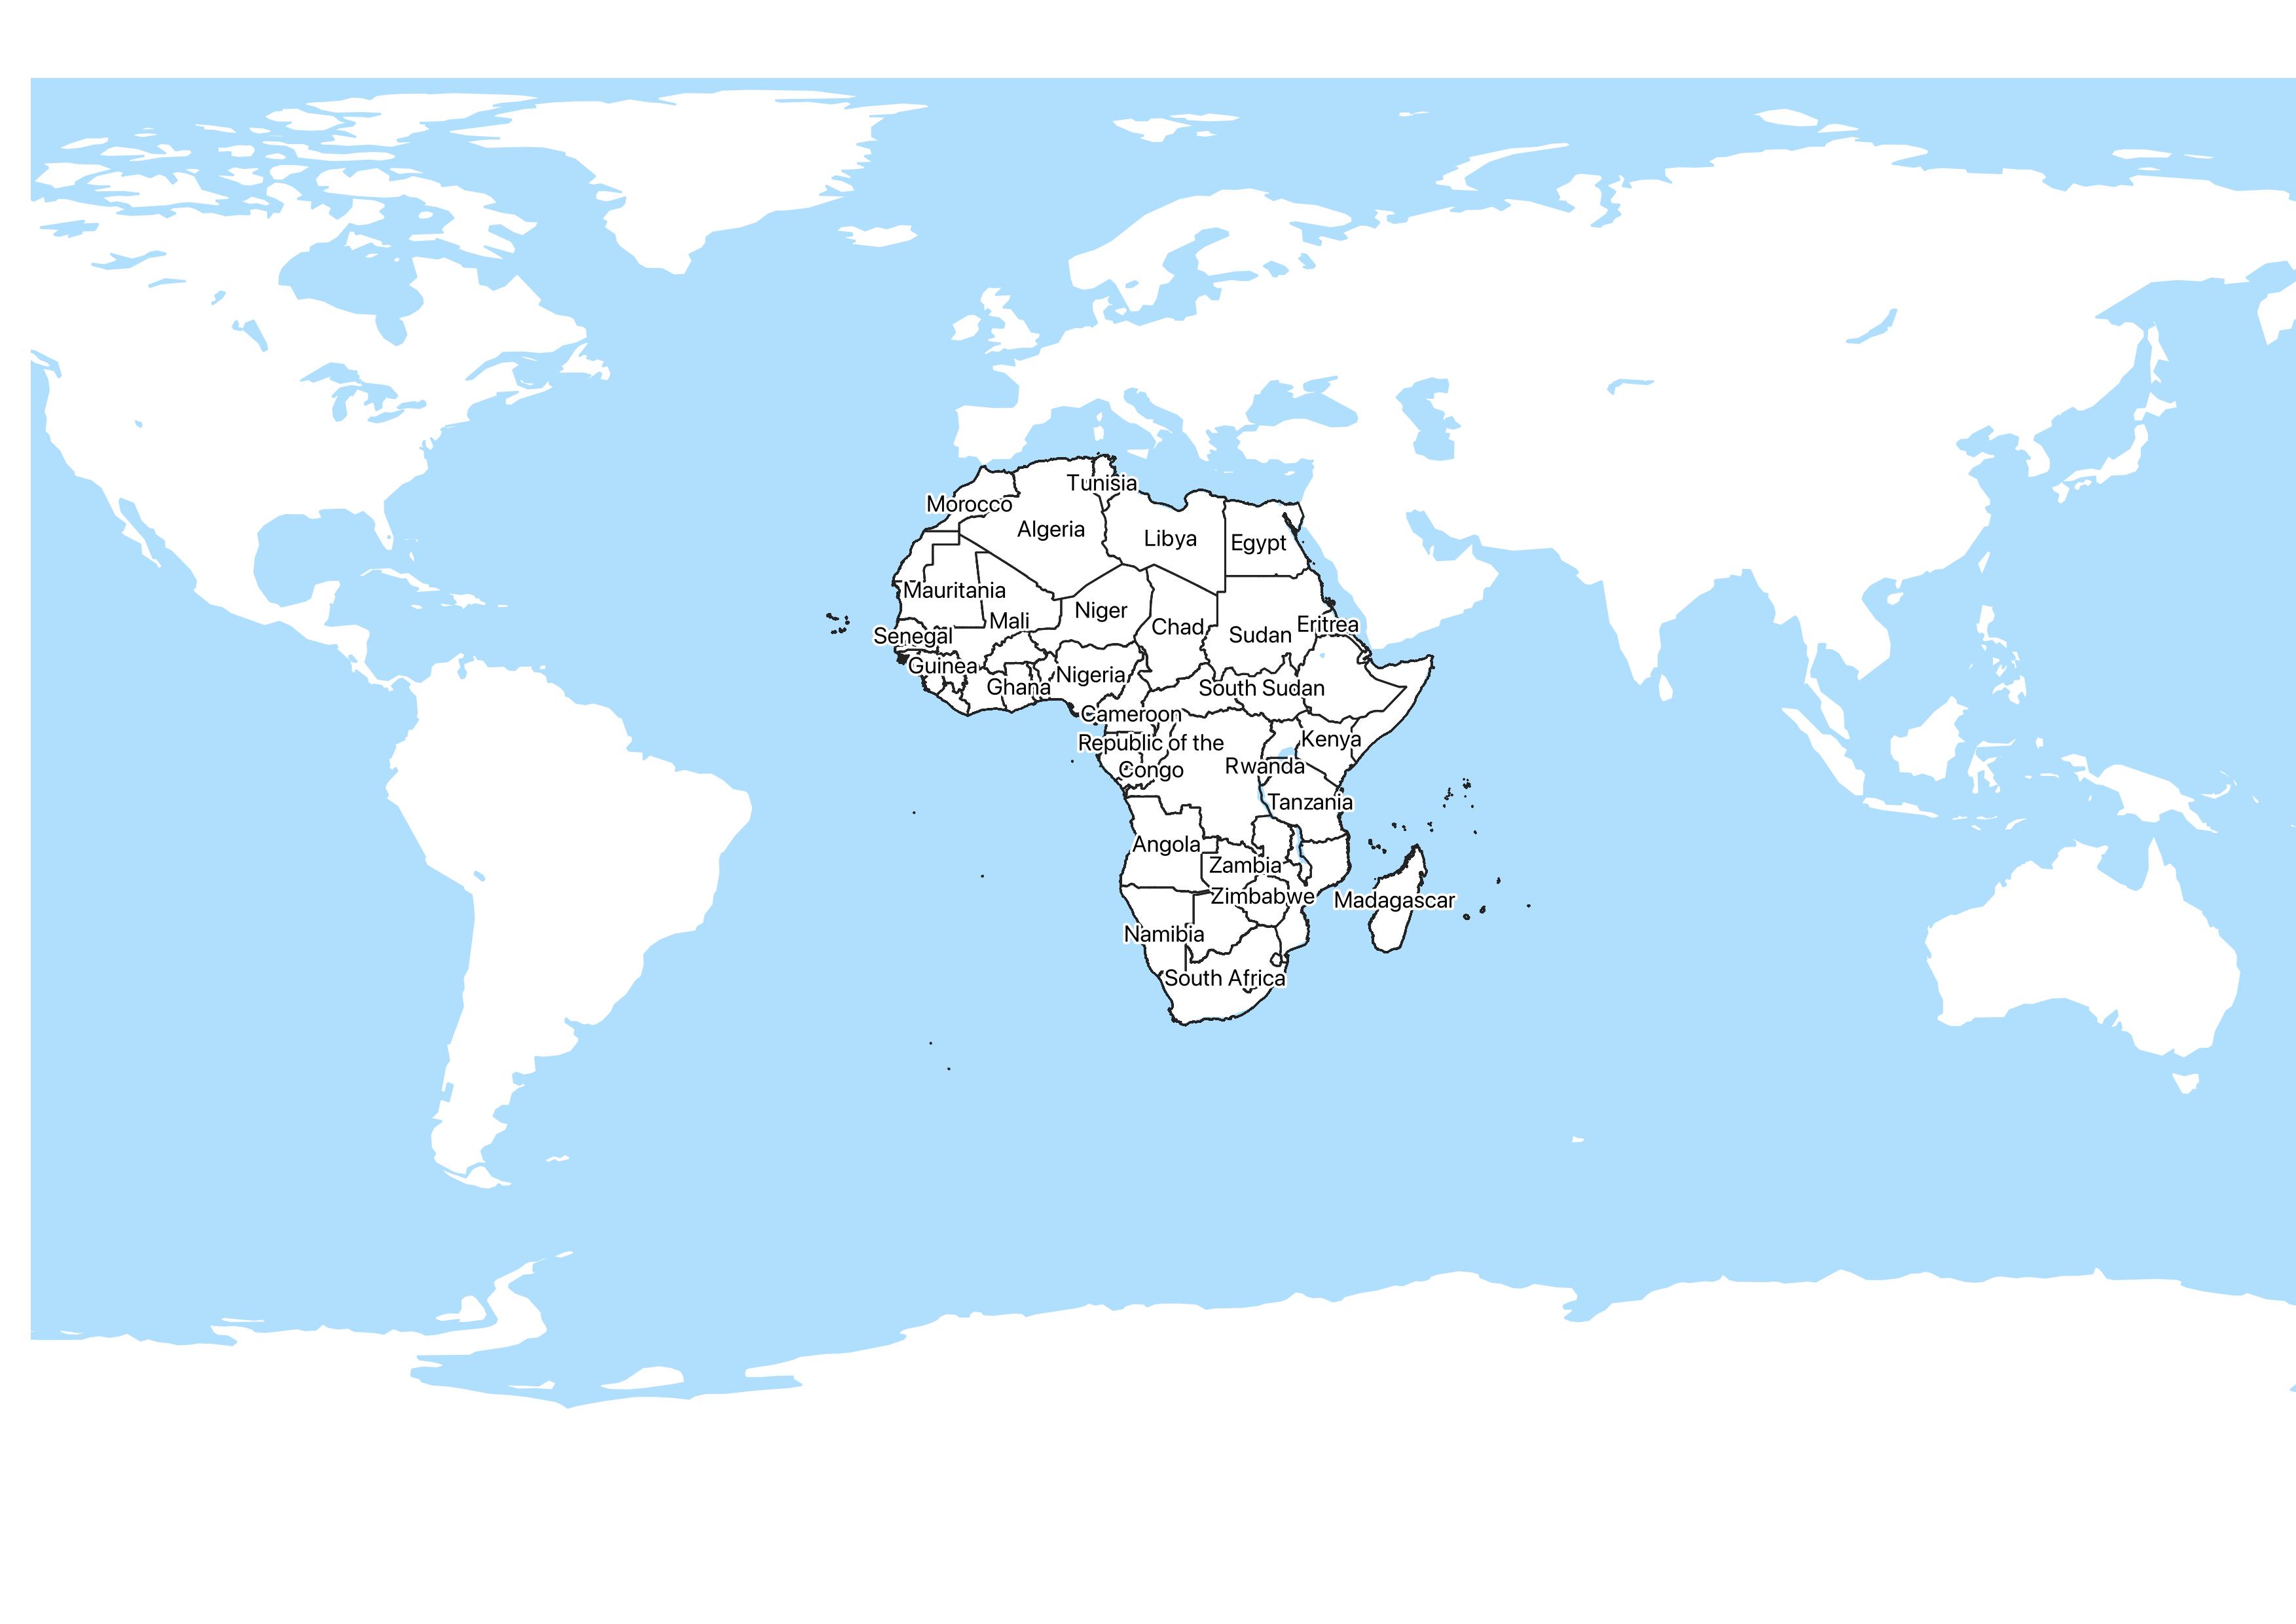 Tunisia
Morocco
Algeria
Libya
Egypt
Mauritania
Niger
Mali
Eritrea
Chad
Sudan
Senegal
Guinea
Nigeria
Ghana
South Sudan
Cameroon
Kenya
Republic of the
Congo
Rwanda
Tanzania
Angola
Zambia
Zimbabwe
Madagascar
Namibia
South Africa